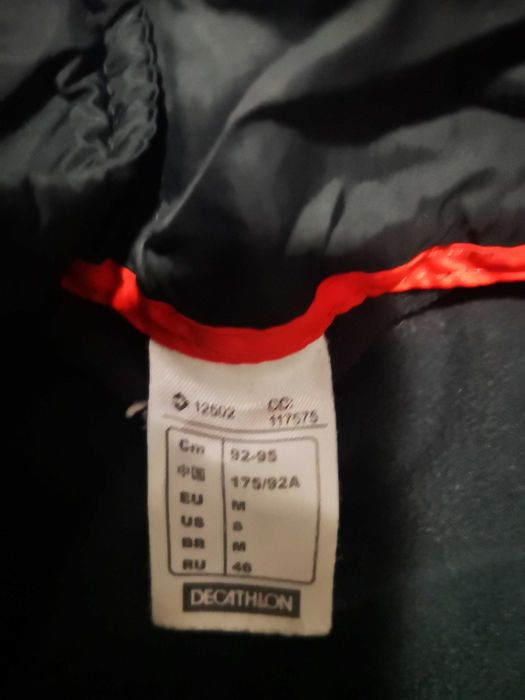 12502 CC:
117575
Cm 92-95
中国 175/92A
EU M
US S
BR M
RU 46
DECATHLON